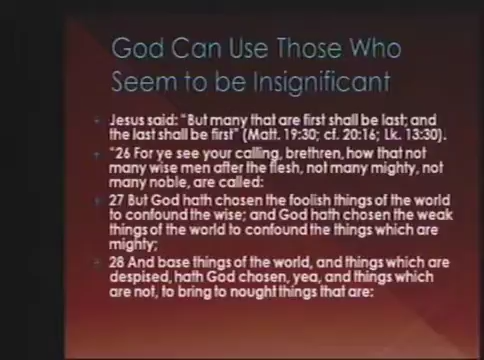 God Can Use Those Who
Seem to be Insignificant
Jesus said: "But many that are first shall be last; and
the last shall be first" (Matt. 19:30; cf. 20:16; Lk. 13:30).
"26 For ye see your calling, brethren, how that not
many wise men after the flesh, not many mighty, not
many noble, are called:
27 But God hath chosen the foolish things of the world
to confound the wise; and God hath chosen the weak
things of the world to confound the things which are
mighty;
28 And base things of the world, and things which are
despised, hath God chosen, yea, and things which
are not, to bring to nought things that are: